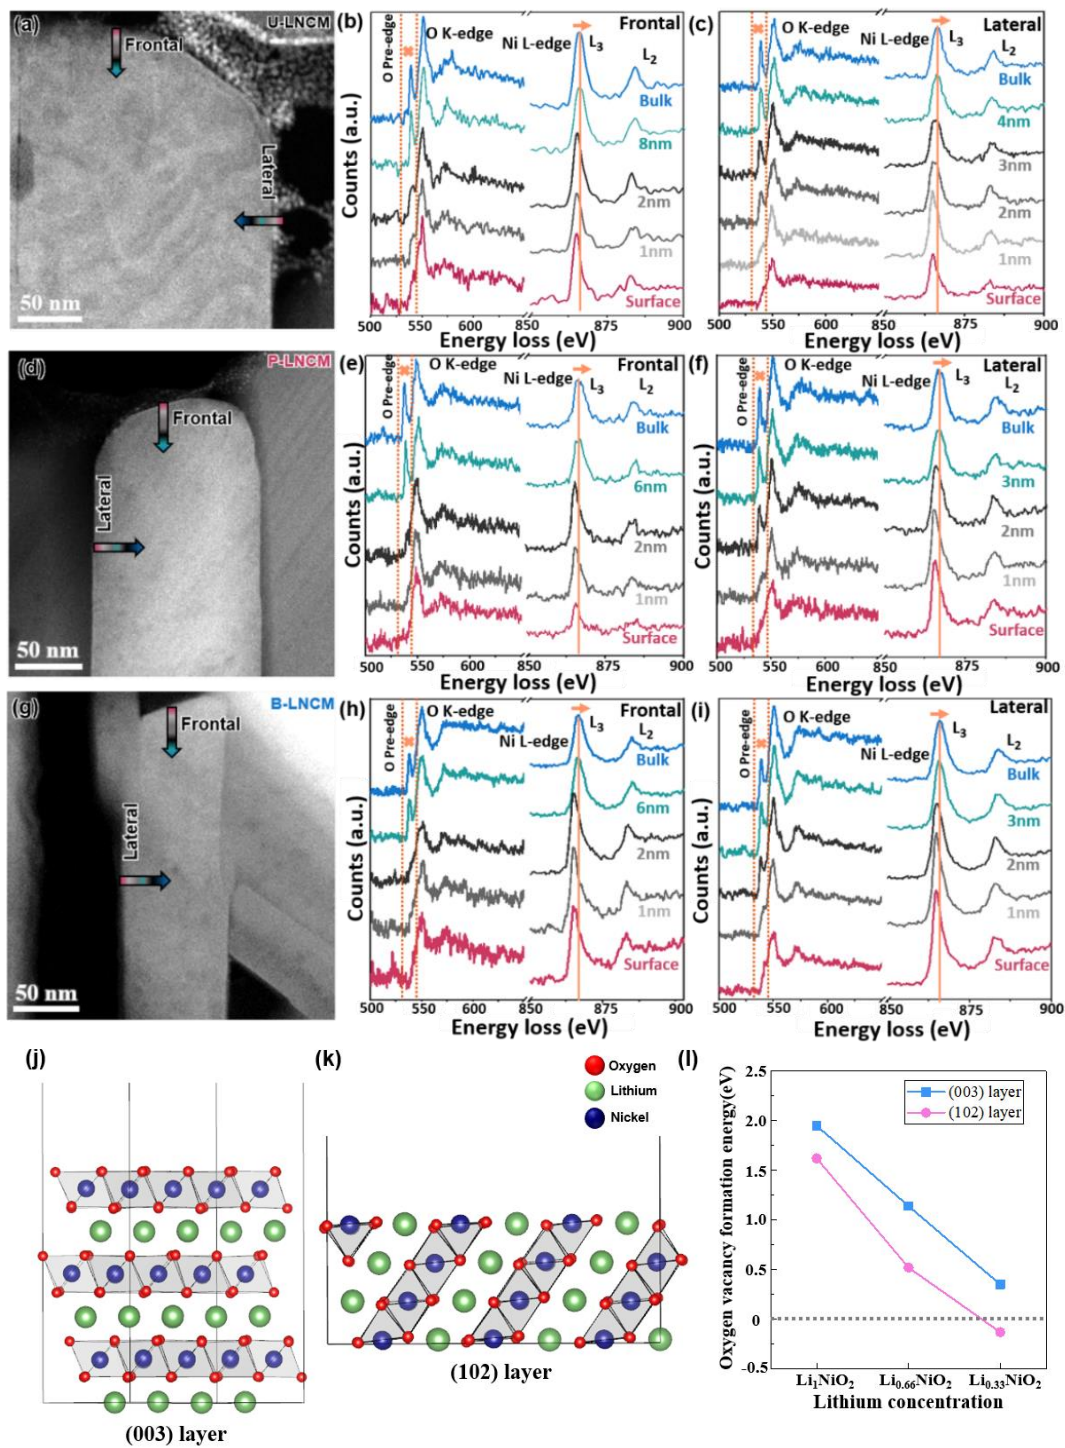 (a)
U-LNCM
Frontal
Lateral
50 nm
(b)
Frontal
O Pre-edge
O K-edge
Ni L-edge
L3
L2
Bulk
8nm
2nm
1nm
Surface
Counts (a.u.)
500 550 600 850 875 900
Energy loss (eV)
(c)
Lateral
O Pre-edge
O K-edge
Ni L-edge
L3
L2
Bulk
4nm
3nm
2nm
1nm
Surface
500 550 600 850 875 900
Energy loss (eV)
(d)
P-LNCM
Frontal
Lateral
50 nm
(e)
Frontal
O Pre-edge
O K-edge
Ni L-edge
L3
L2
Bulk
6nm
2nm
1nm
Surface
Counts (a.u.)
500 550 600 850 875 900
Energy loss (eV)
(f)
Lateral
O Pre-edge
O K-edge
Ni L-edge
L3
L2
Bulk
3nm
2nm
1nm
Surface
Counts (a.u.)
500 550 600 850 875 900
Energy loss (eV)
(g)
B-LNCM
Frontal
Lateral
50 nm
(h)
Frontal
O Pre-edge
O K-edge
Ni L-edge
L3
L2
Bulk
6nm
2nm
1nm
Surface
Counts (a.u.)
500 550 600 850 875 900
Energy loss (eV)
(i)
Lateral
O Pre-edge
O K-edge
Ni L-edge
L3
L2
Bulk
3nm
2nm
1nm
Surface
Counts (a.u.)
500 550 600 850 875 900
Energy loss (eV)
(j)
(003) layer
(k)
Oxygen
Lithium
Nickel
(102) layer
(l)
Oxygen vacancy formation energy(eV)
2.5
2.0
1.5
1.0
0.5
0
-0.5
(003) layer
(102) layer
Li1NiO2 Li0.66NiO2 Li0.33NiO2
Lithium concentration